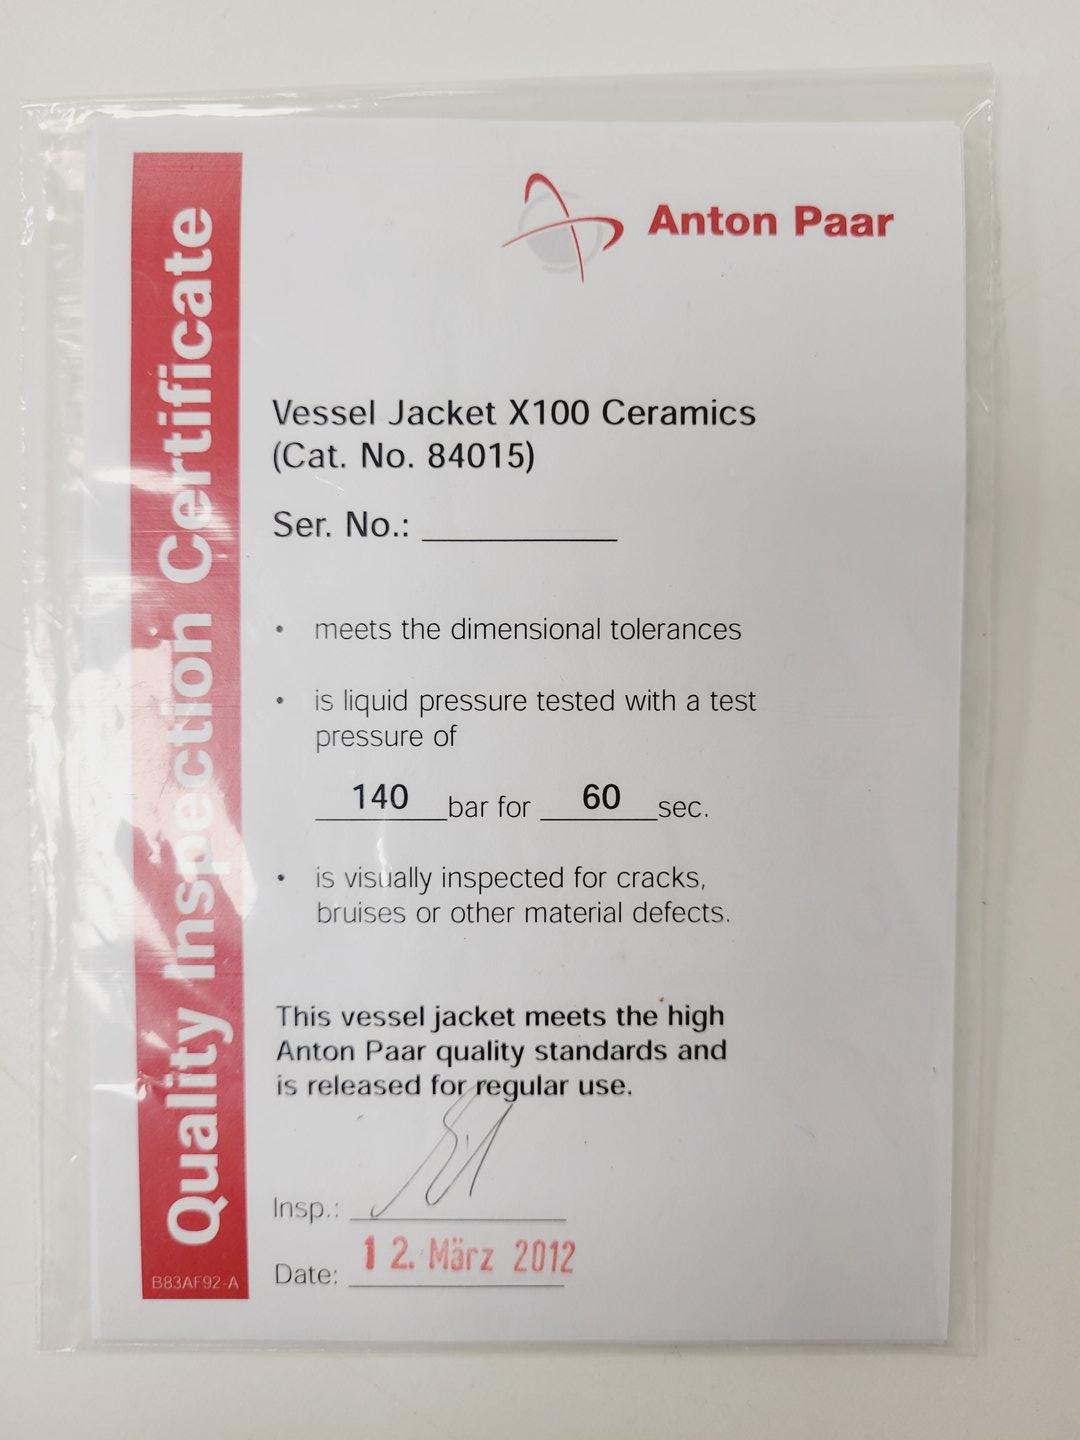 Anton Paar
Quality Inspection Certificate
Vessel Jacket X100 Ceramics
(Cat. No. 84015)
Ser. No.: __________
• meets the dimensional tolerances
• is liquid pressure tested with a test
pressure of
140 bar for 60 sec.
• is visually inspected for cracks,
bruises or other material defects.
This vessel jacket meets the high
Anton Paar quality standards and
is released for regular use.
Insp.:
Date: 12. März 2012
B83AF92-A